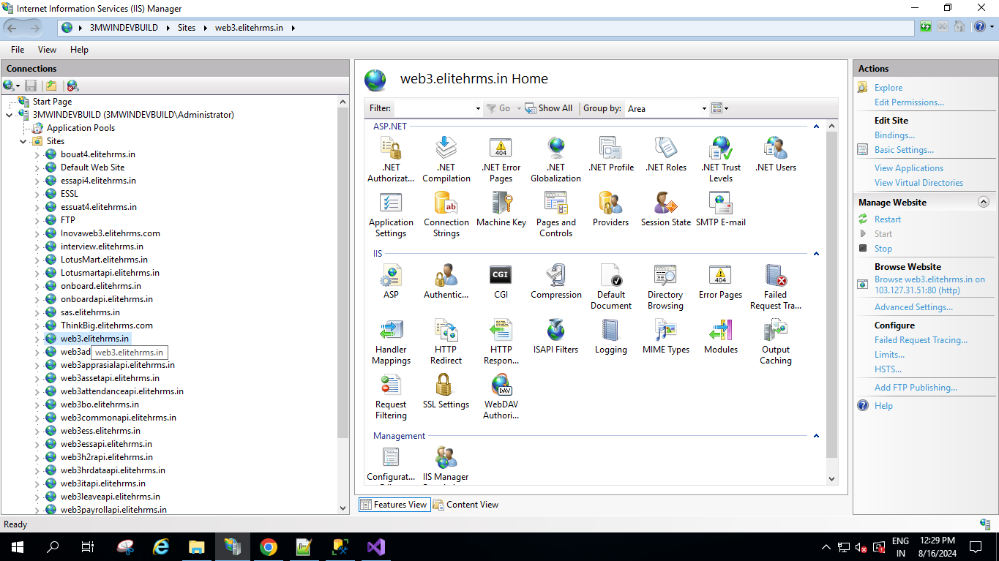 Internet Information Services (IIS) Manager
3MWINDEVBUILD Sites web3.elitehrms.in
File View Help
Connections
Start Page
3MWINDEVBUILD (3MWINDEVBUILD\Administrator)
Application Pools
Sites
bouat4.elitehrms.in
Default Web Site
essapi4.elitehrms.in
ESSL
essuat4.elitehrms.in
FTP
Inovaweb3.elitehrms.com
interview.elitehrms.in
LotusMart.elitehrms.in
Lotusmartapi.elitehrms.in
onboard.elitehrms.in
onboardapi.elitehrms.in
sas.elitehrms.in
ThinkBig.elitehrms.com
web3.elitehrms.in
web3ad
web3.elitehrms.in
web3apprasialapi.elitehrms.in
web3assetapi.elitehrms.in
web3attendanceapi.elitehrms.in
web3bo.elitehrms.in
web3commonapi.elitehrms.in
web3ess.elitehrms.in
web3essapi.elitehrms.in
web3h2rapi.elitehrms.in
web3hrdataapi.elitehrms.in
web3itapi.elitehrms.in
web3leaveapi.elitehrms.in
web3payrollapi.elitehrms.in
web3.elitehrms.in Home
Filter: Go Show All Group by: Area
ASP.NET
.NET Authorizat...
.NET Compilation
.NET Error Pages
404
.NET Globalization
.NET Profile
.NET Roles
.NET Trust Levels
.NET Users
Application Settings
ab
Connection Strings
Machine Key
Pages and Controls
Providers
Session State
SMTP E-mail
IIS
ASP
Authentic...
CGI
CGI
Compression
Default Document
Directory Browsing
404
Error Pages
Failed Request Tra...
Handler Mappings
HTTP Redirect
HTTP Respon...
ISAPI Filters
Logging
MIME Types
Modules
Output Caching
Request Filtering
SSL Settings
DAV
WebDAV Authori...
Management
Configurat...
IIS Manager
Features View Content View
Actions
Explore
Edit Permissions...
Edit Site
Bindings...
Basic Settings...
View Applications
View Virtual Directories
Manage Website
Restart
Start
Stop
Browse Website
Browse web3.elitehrms.in on
103.127.31.51:80 (http)
Advanced Settings...
Configure
Failed Request Tracing...
Limits...
HSTS...
Add FTP Publishing...
Help
Ready
ENG
IN
12:29 PM
8/16/2024